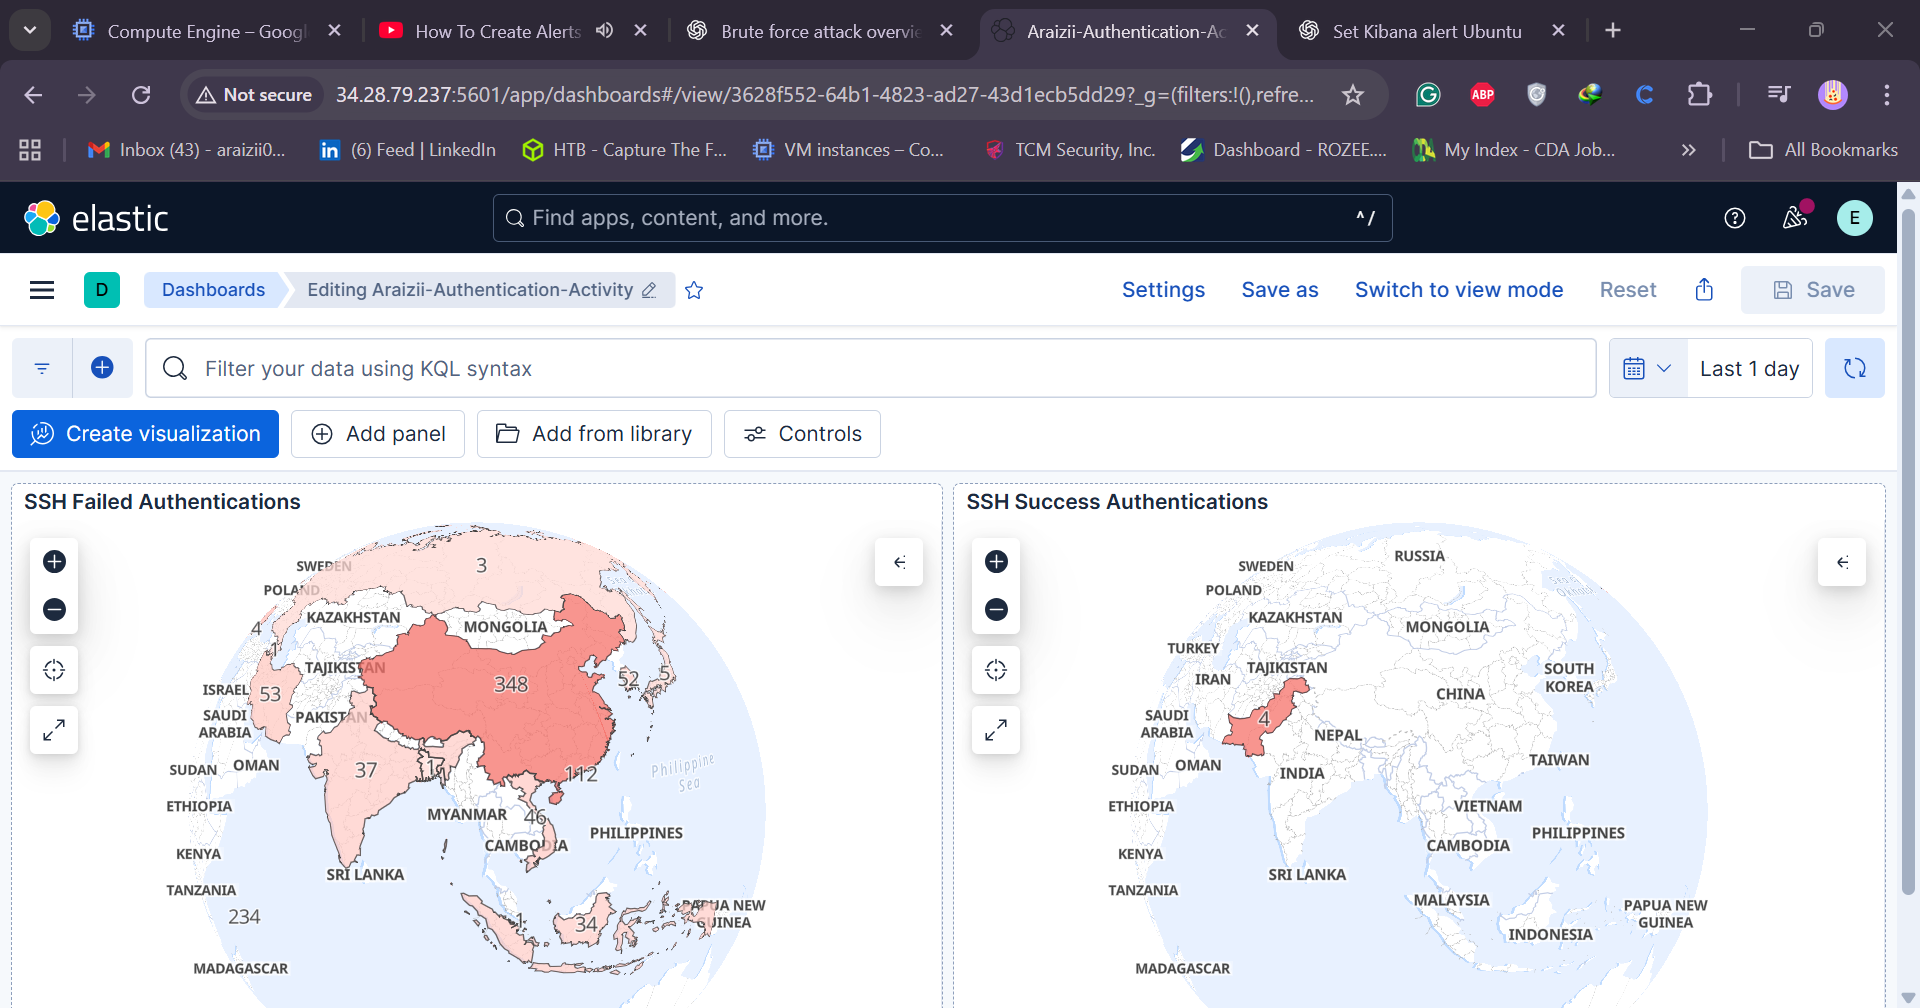 Compute Engine – Googl
How To Create Alerts
Brute force attack overvie
Araizii-Authentication-Ac
Set Kibana alert Ubuntu
Not secure
34.28.79.237:5601/app/dashboards#/view/3628f552-64b1-4823-ad27-43d1ecb5dd29?_g=(filters:!(),refre...
ABP
Inbox (43) - araizii0...
(6) Feed | LinkedIn
HTB - Capture The F...
VM instances – Co...
TCM Security, Inc.
Dashboard - ROZEE....
My Index - CDA Job...
All Bookmarks
elastic
Find apps, content, and more.
^ /
E
D
Dashboards
Editing Araizii-Authentication-Activity
Settings
Save as
Switch to view mode
Reset
Save
Filter your data using KQL syntax
Last 1 day
Create visualization
Add panel
Add from library
Controls
SSH Failed Authentications
SWEDEN
3
POLAND
KAZAKHSTAN
4
MONGOLIA
1
TAJIKISTAN
52
5
348
ISRAEL
53
SAUDI
ARABIA
PAKISTAN
SUDAN
OMAN
37
112
Philippine
Sea
ETHIOPIA
MYANMAR
46
PHILIPPINES
CAMBODIA
KENYA
SRI LANKA
TANZANIA
234
1
34
PAPUA NEW
GUINEA
MADAGASCAR
SSH Success Authentications
RUSSIA
SWEDEN
POLAND
KAZAKHSTAN
MONGOLIA
TURKEY
TAJIKISTAN
IRAN
SOUTH
KOREA
CHINA
SAUDI
ARABIA
4
NEPAL
SUDAN
OMAN
INDIA
TAIWAN
ETHIOPIA
VIETNAM
PHILIPPINES
CAMBODIA
KENYA
SRI LANKA
TANZANIA
MALAYSIA
PAPUA NEW
GUINEA
INDONESIA
MADAGASCAR